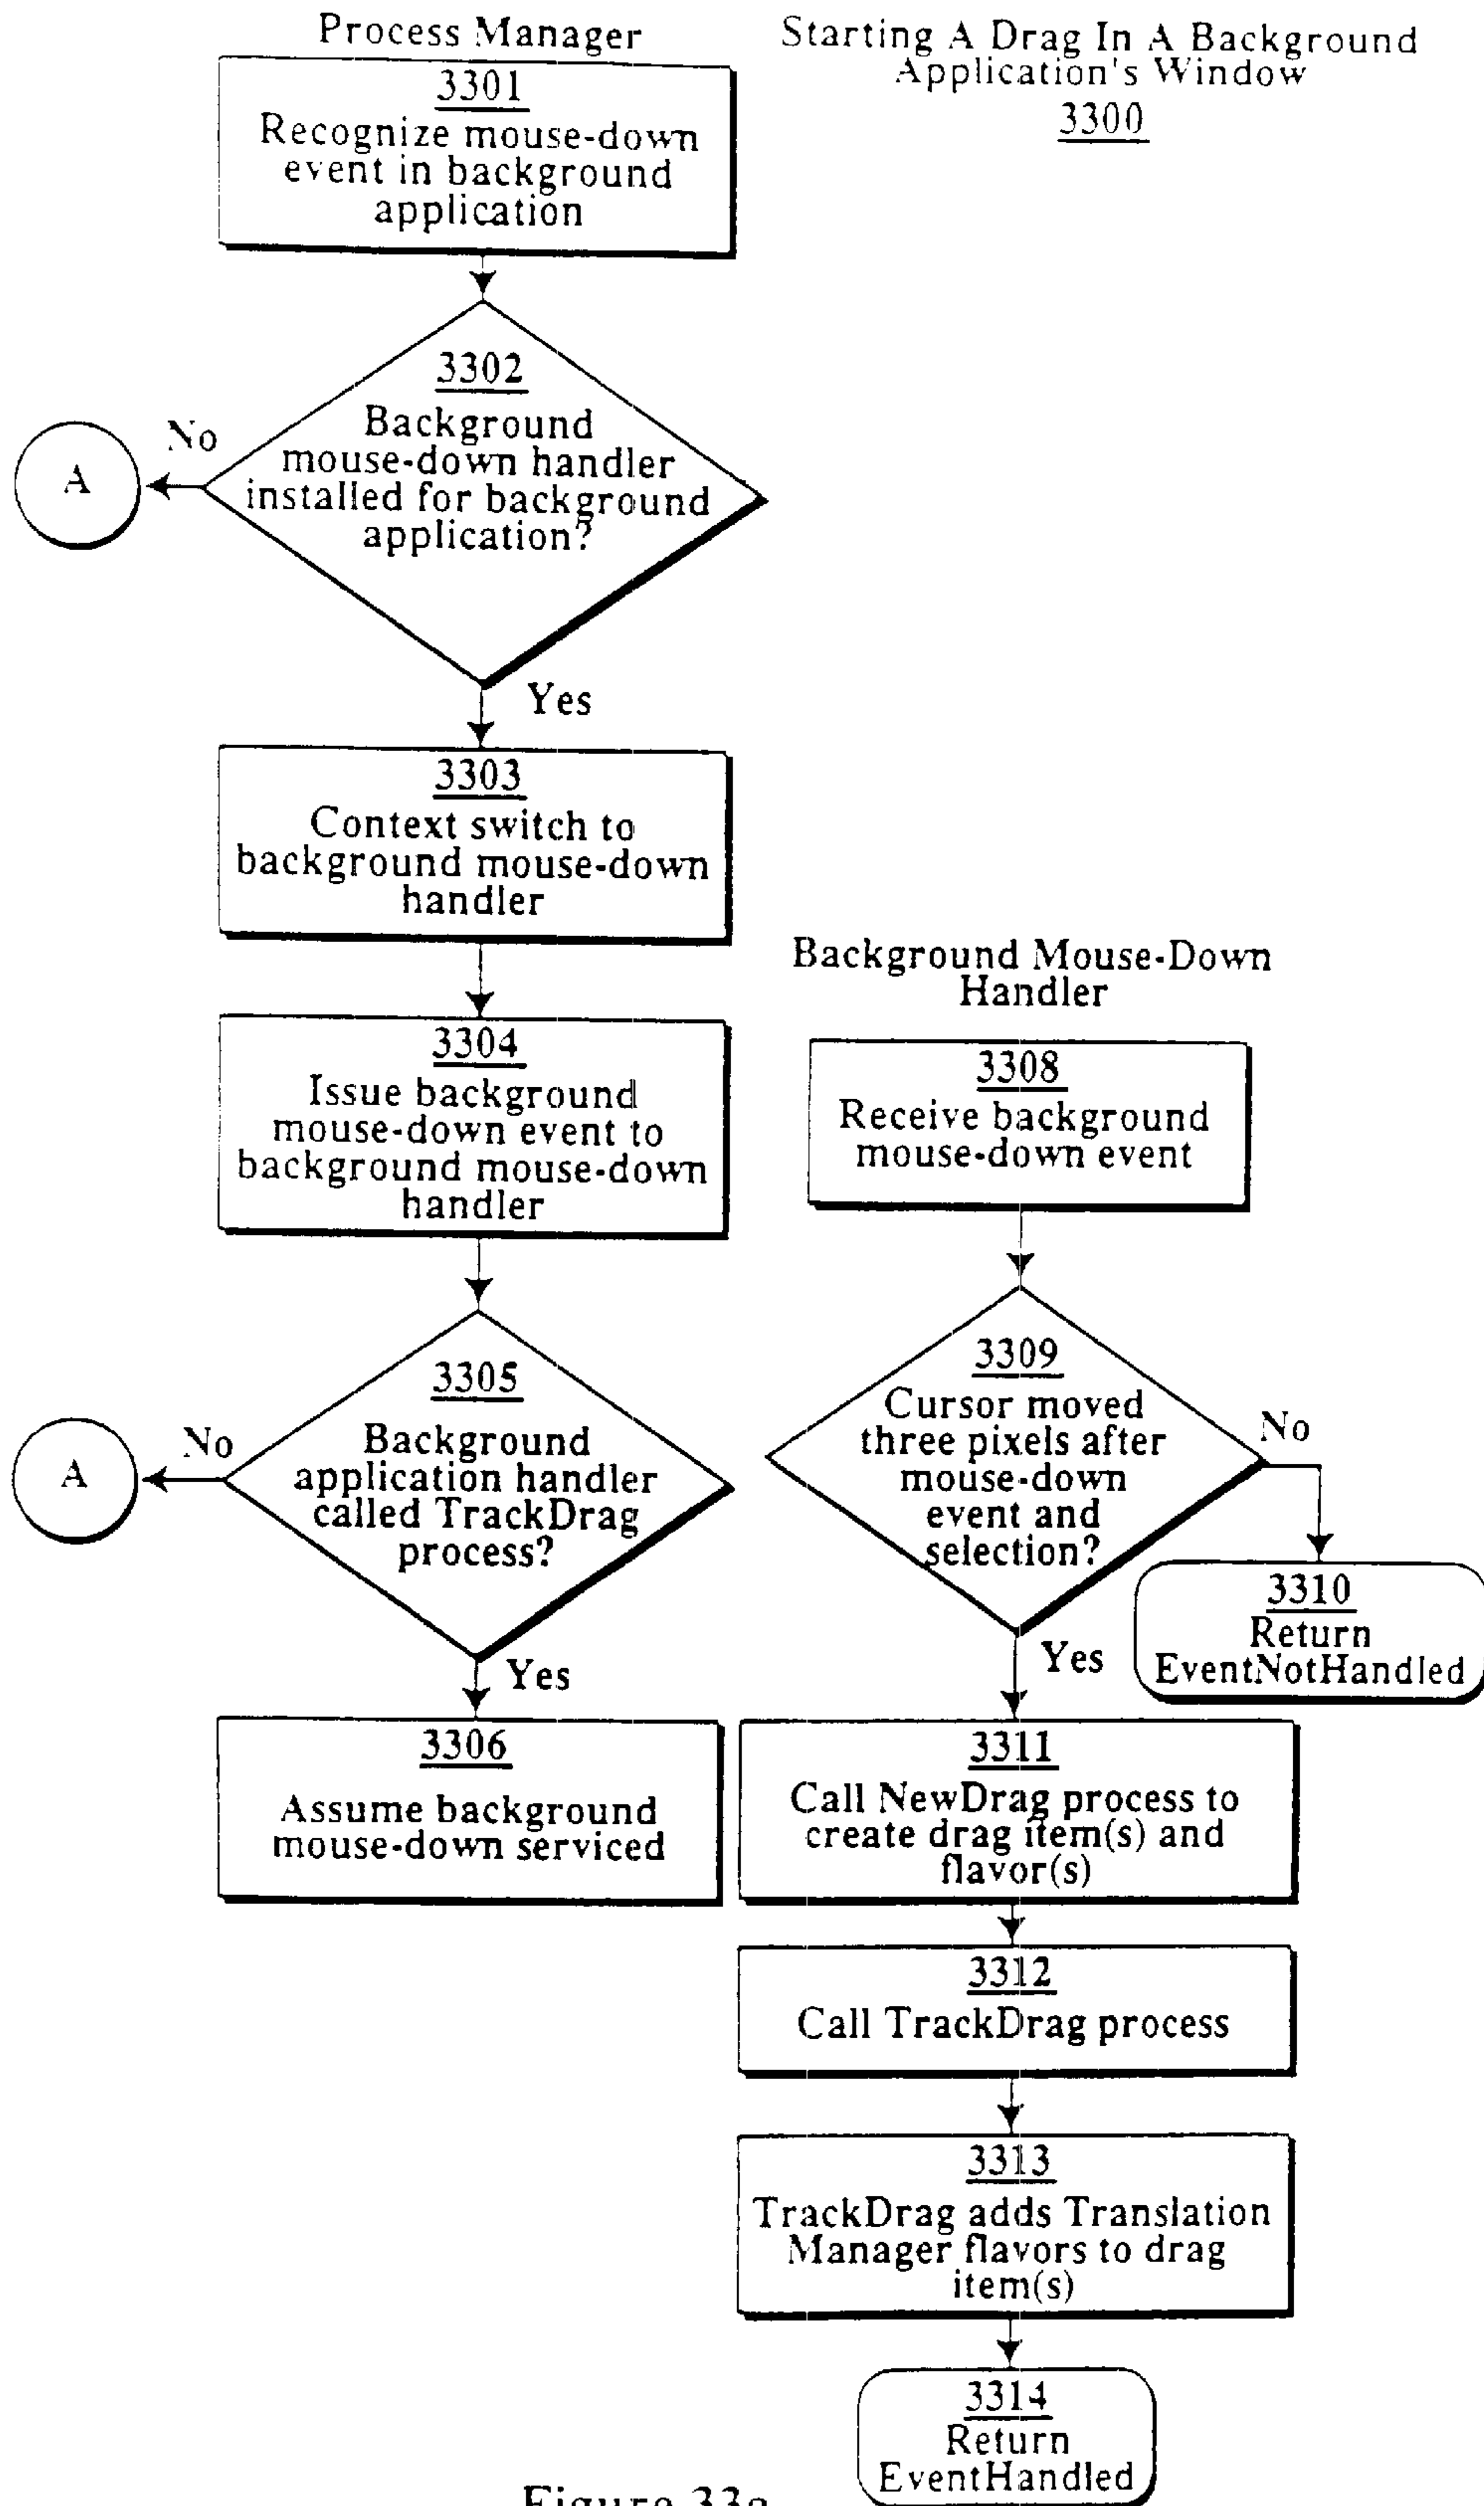 Process Manager
Starting A Drag In A Background
Application's Window
3300
3301
Recognize mouse-down
event in background
application
3302
Background
mouse-down handler
installed for background
application?
No
A
Yes
3303
Context switch to
background mouse-down
handler
3304
Issue background
mouse-down event to
background mouse-down
handler
3305
Background
application handler
called TrackDrag
process?
No
A
Yes
3306
Assume background
mouse-down serviced
Background Mouse-Down
Handler
3308
Receive background
mouse-down event
3309
Cursor moved
three pixels after
mouse-down
event and
selection?
No
3310
Return
EventNotHandled
Yes
3311
Call NewDrag process to
create drag item(s) and
flavor(s)
3312
Call TrackDrag process
3313
TrackDrag adds Translation
Manager flavors to drag
item(s)
3314
Return
EventHandled
Figure 33a